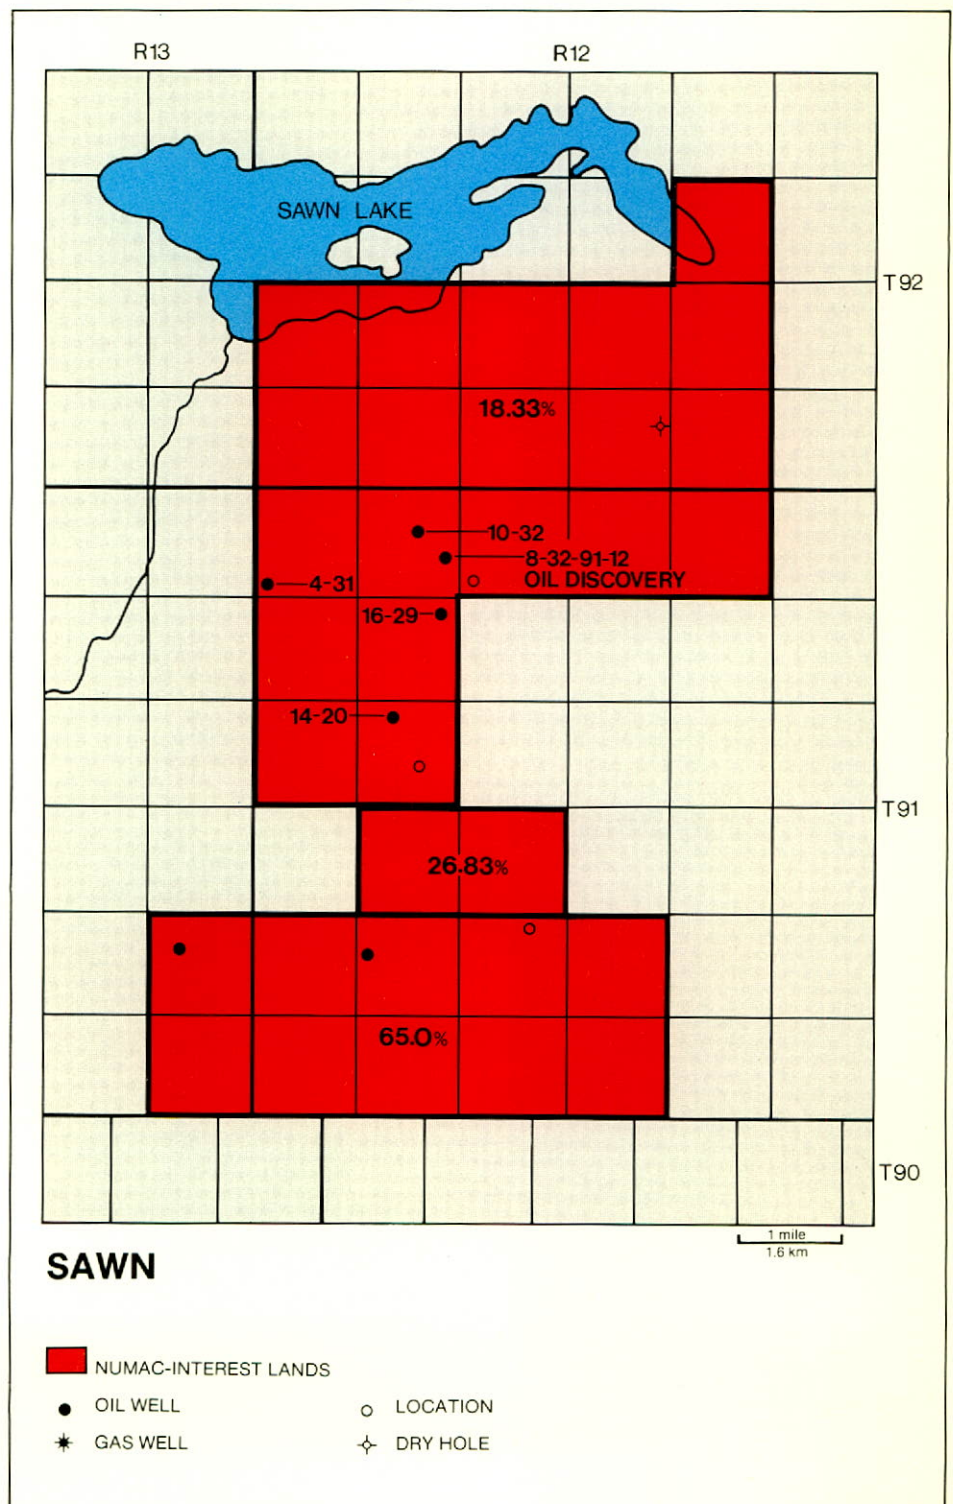 R13 R12
SAWN LAKE
T92
18.33%
10-32
8-32-91-12
OIL DISCOVERY
4-31
16-29
14-20
T91
26.83%
65.0%
T90
1 mile
1.6 km
SAWN
NUMAC-INTEREST LANDS
OIL WELL
LOCATION
GAS WELL
DRY HOLE